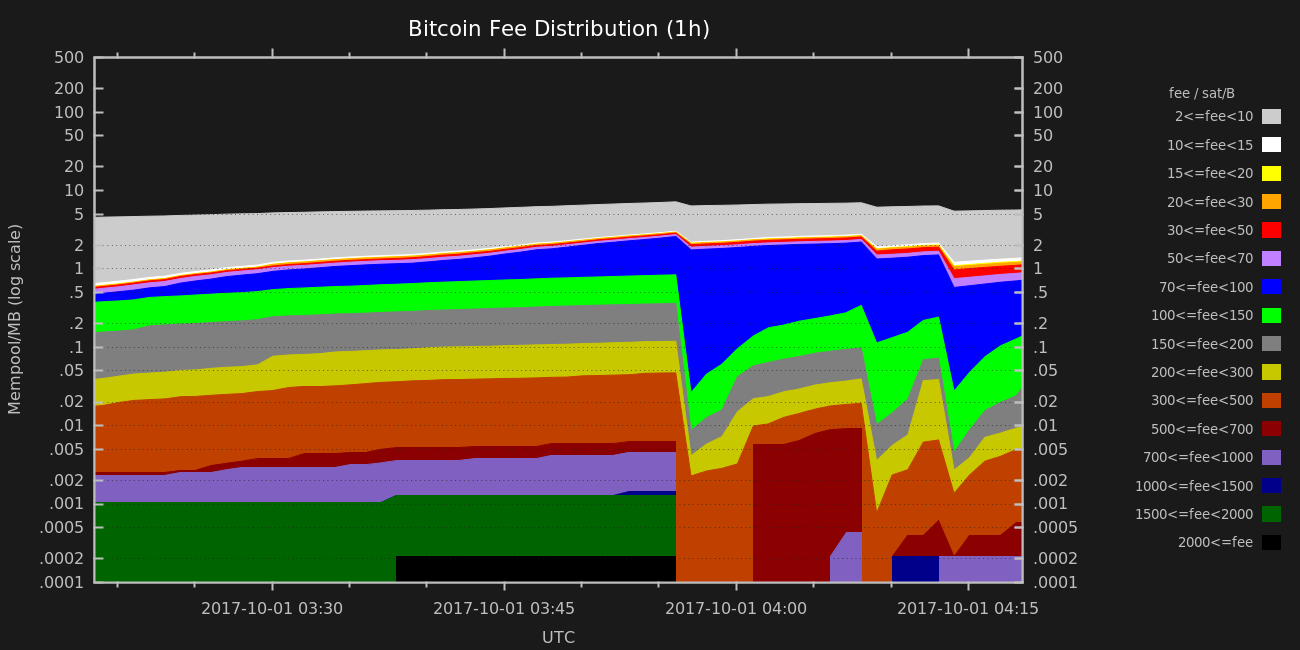 Bitcoin Fee Distribution (1h)
500 500
200 200
100 100
50 50
20 20
10 10
5 5
2 2
1 1
.5 .5
.2 .2
.1 .1
.05 .05
.02 .02
.01 .01
.005 .005
.002 .002
.001 .001
.0005 .0005
.0002 .0002
.0001 .0001
Mempool/MB (log scale)
2017-10-01 03:30 2017-10-01 03:45 2017-10-01 04:00 2017-10-01 04:15
UTC
fee / sat/B
2<=fee<10
10<=fee<15
15<=fee<20
20<=fee<30
30<=fee<50
50<=fee<70
70<=fee<100
100<=fee<150
150<=fee<200
200<=fee<300
300<=fee<500
500<=fee<700
700<=fee<1000
1000<=fee<1500
1500<=fee<2000
2000<=fee